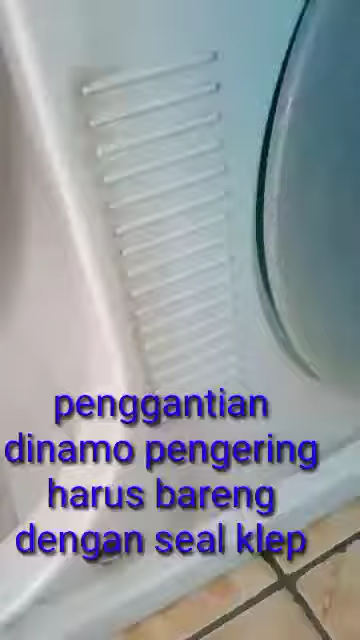 penggantian
dinamo pengering
harus bareng
dengan seal klep